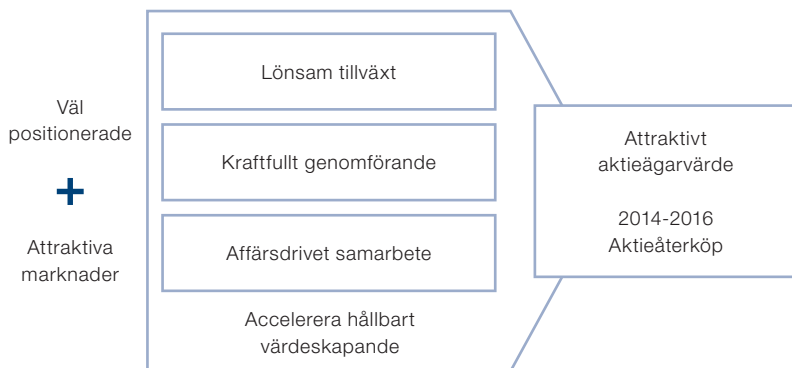 Väl
positionerade
+
Attraktiva
marknader
Lönsam tillväxt
Kraftfullt genomförande
Affärsdrivet samarbete
Accelerera hållbart
värdeskapande
Attraktivt
aktieägarvärde
2014-2016
Aktieåterköp